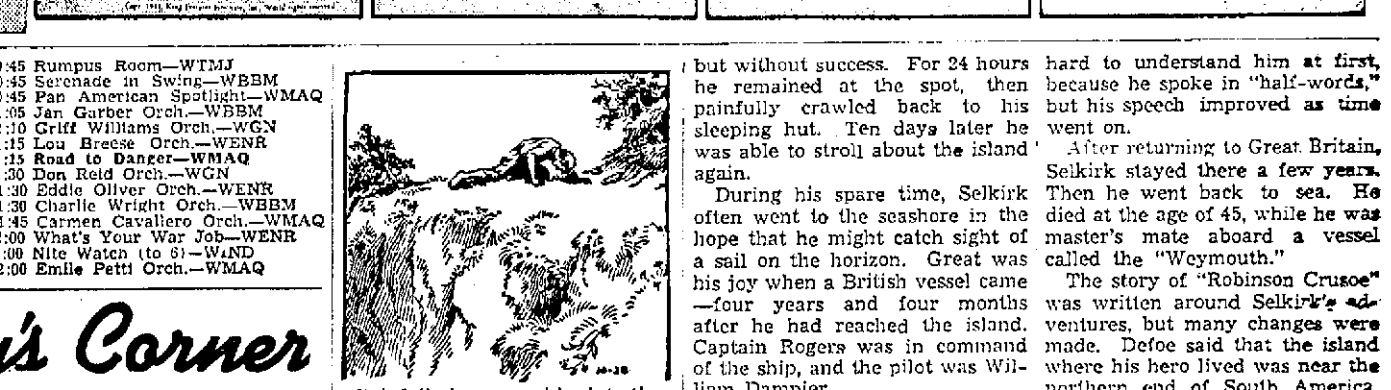 :45 Rumpus Room—WTMJ
:45 Serenade in Swing—WBBM
:45 Pan American Spotlight—WMAQ
:05 Jan Garber Orch.—WBBM
:10 Griff Williams Orch.—WGN
:15 Lou Breese Orch.—WENR
:15 Road to Danger—WMAQ
:30 Don Reid Orch.—WGN
1:30 Eddie Oliver Orch.—WENR
1:30 Charlie Wright Orch.—WBBM
1:45 Carmen Cavallero Orch.—WMAQ
:00 What's Your War Job—WENR
:00 Nite Watch (to 6)—WIND
2:00 Emile Petti Orch.—WMAQ
's Corner
10-28
but without success. For 24 hours
he remained at the spot, then
painfully crawled back to his
sleeping hut. Ten days later he
was able to stroll about the island
again.
During his spare time, Selkirk
often went to the seashore in the
hope that he might catch sight of
a sail on the horizon. Great was
his joy when a British vessel came
—four years and four months
after he had reached the island.
Captain Rogers was in command
of the ship, and the pilot was Wil-
liam Dampier
hard to understand him at first,
because he spoke in "half-words,"
but his speech improved as time
went on.
After returning to Great Britain,
Selkirk stayed there a few years.
Then he went back to sea. He
died at the age of 45, while he was
master's mate aboard a vessel
called the "Weymouth."
The story of "Robinson Crusoe"
was written around Selkirk's ad-
ventures, but many changes were
made. Defoe said that the island
where his hero lived was near the
northern end of South America